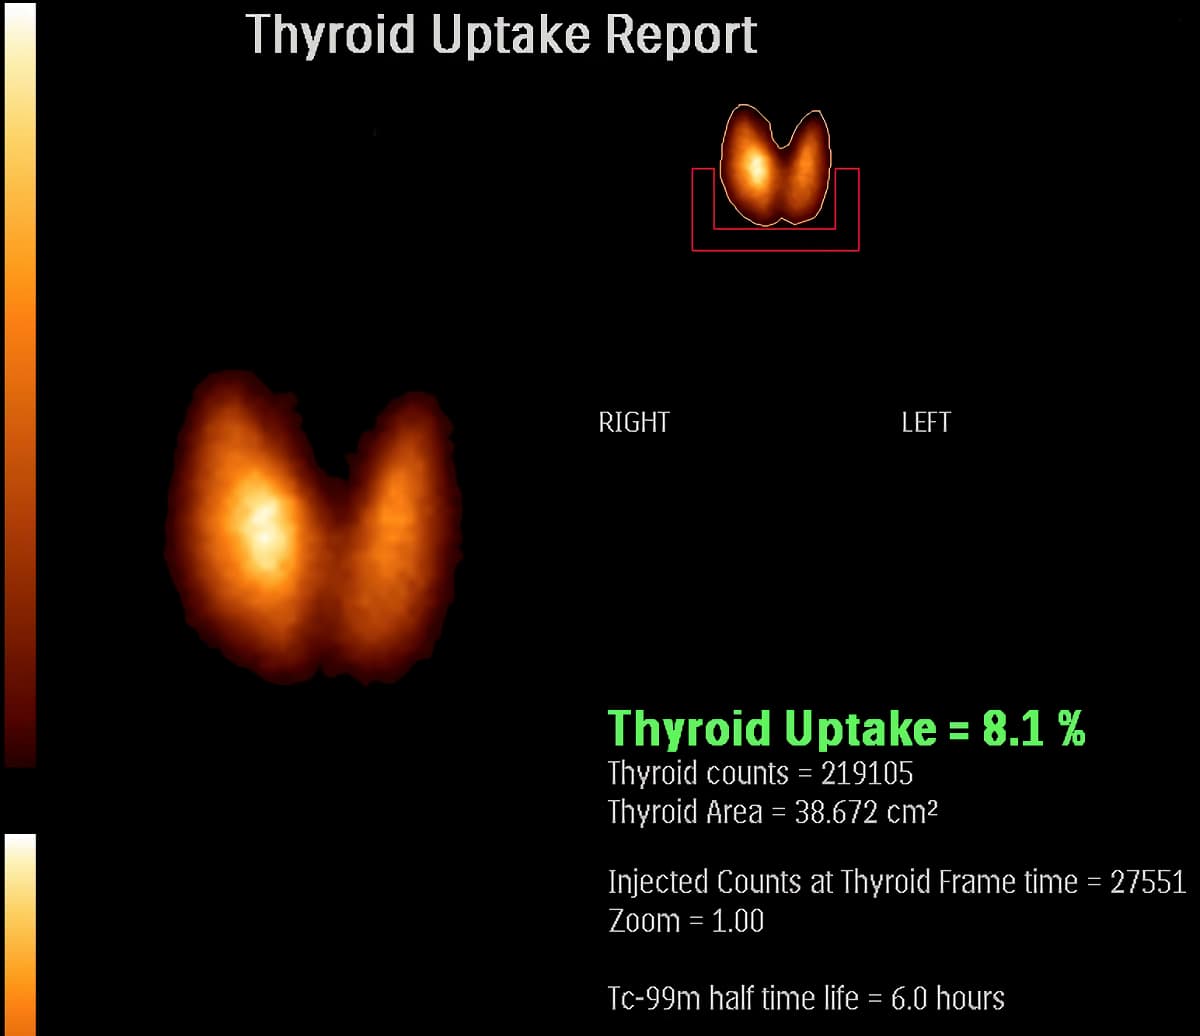 Thyroid Uptake Report
RIGHT LEFT
Thyroid Uptake = 8.1 %
Thyroid counts = 219105
Thyroid Area = 38.672 cm²
Injected Counts at Thyroid Frame time = 27551
Zoom = 1.00
Tc-99m half time life = 6.0 hours